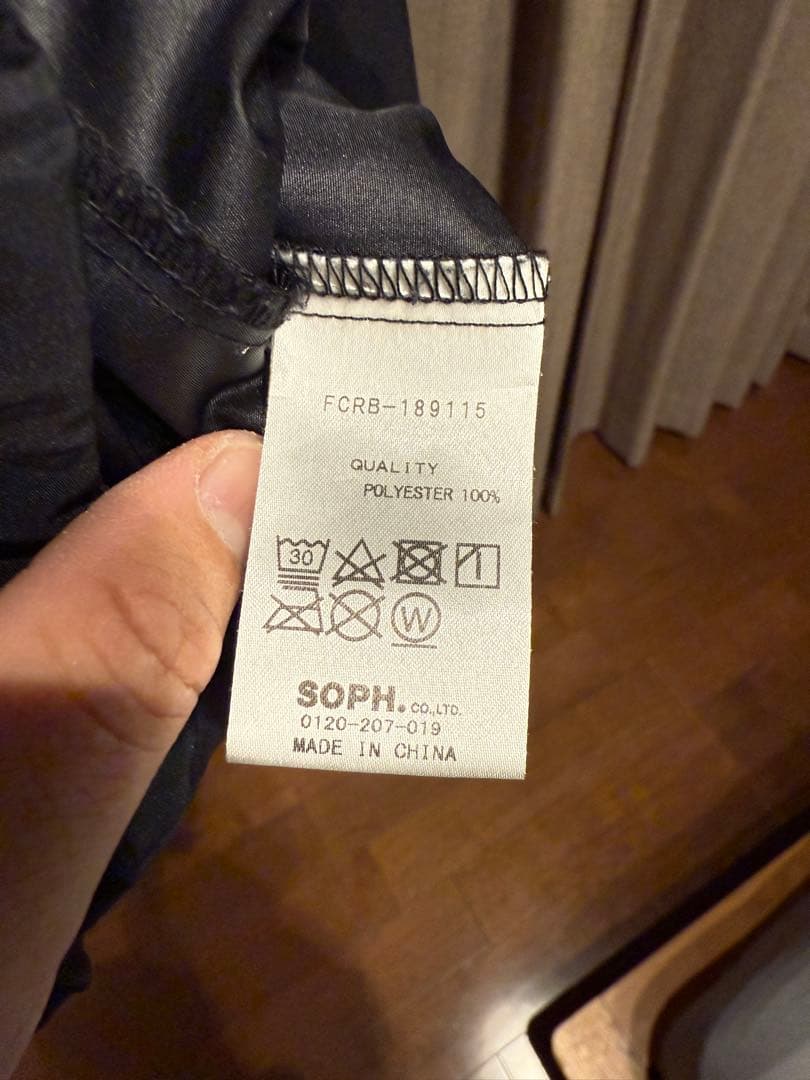 FCRB-189115
QUALITY
POLYESTER 100%
30
W
SOPH. CO.,LTD.
0120-207-019
MADE IN CHINA